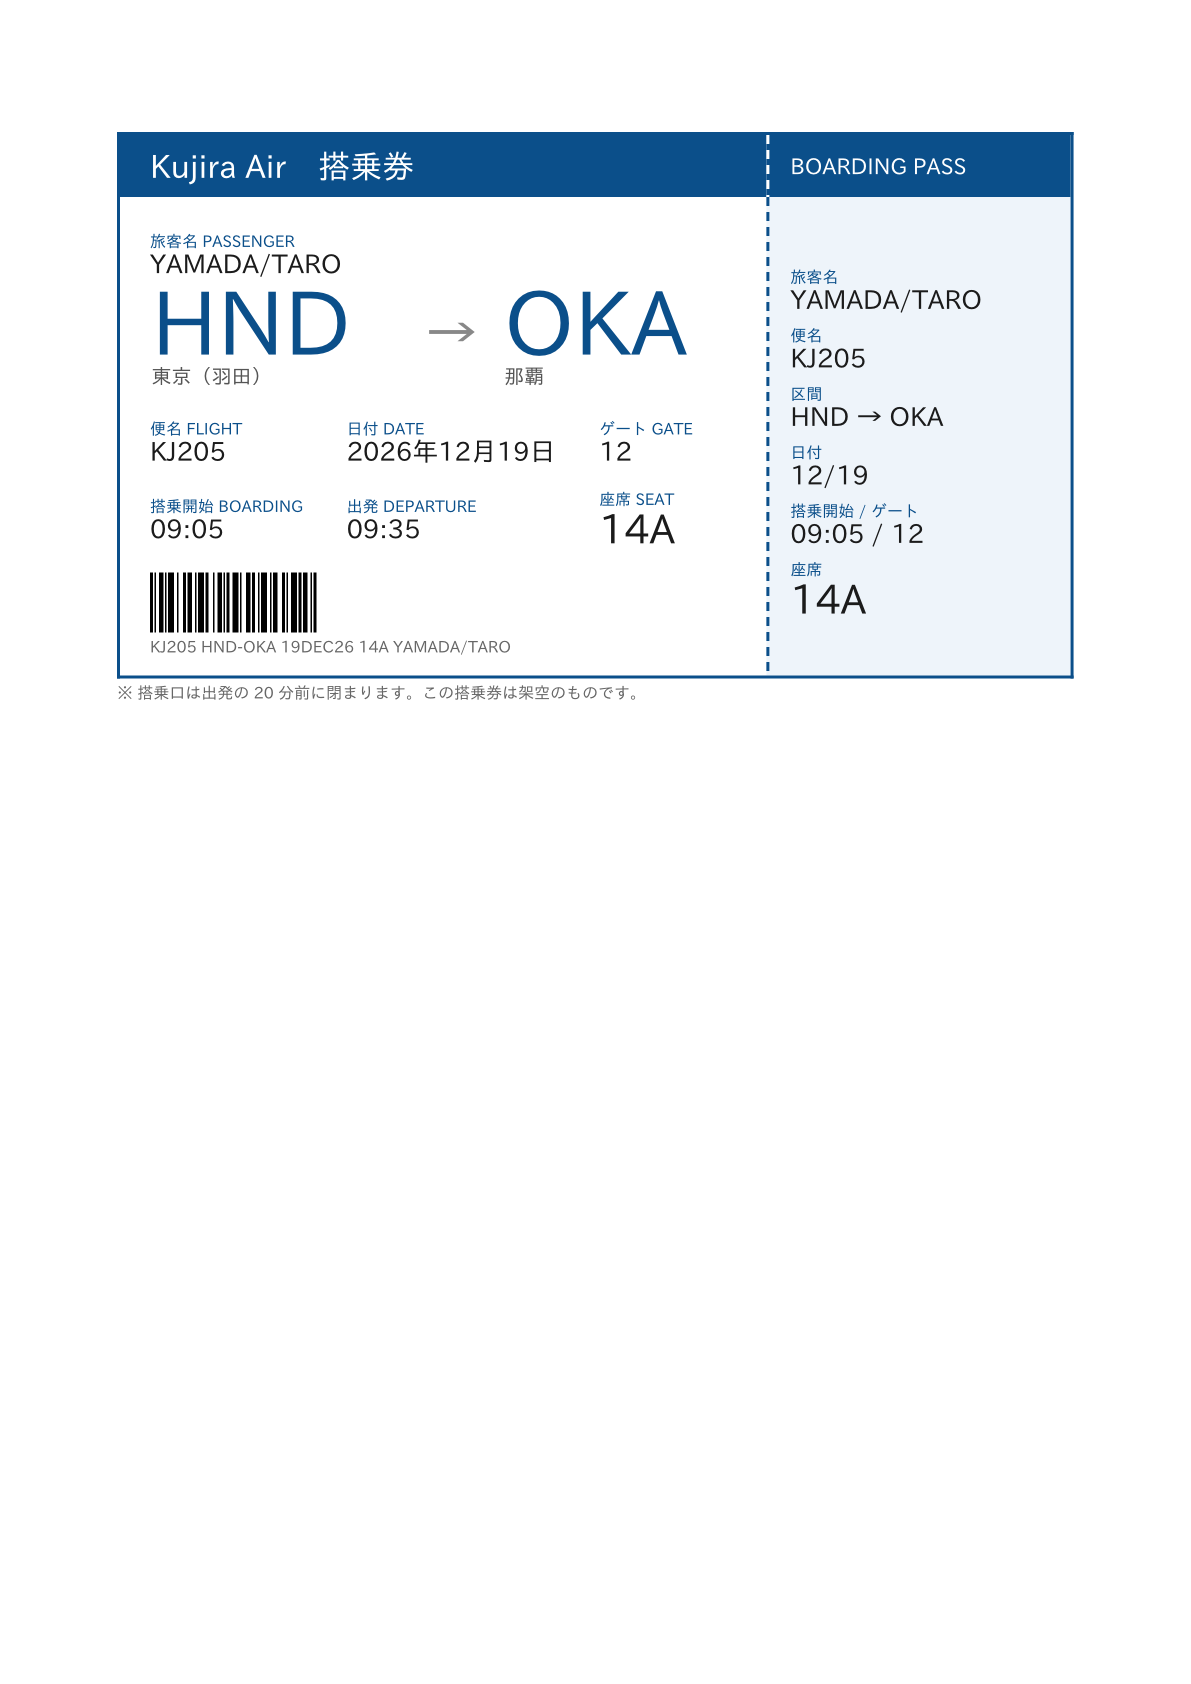 Kujira Air　搭乗券
BOARDING PASS
旅客名 PASSENGER
YAMADA/TARO
HND → OKA
東京（羽田）
那覇
便名 FLIGHT
KJ205
日付 DATE
2026年12月19日
ゲート GATE
12
搭乗開始 BOARDING
09:05
出発 DEPARTURE
09:35
座席 SEAT
14A
KJ205 HND-OKA 19DEC26 14A YAMADA/TARO
旅客名
YAMADA/TARO
便名
KJ205
区間
HND → OKA
日付
12/19
搭乗開始 / ゲート
09:05 / 12
座席
14A
※ 搭乗口は出発の 20 分前に閉まります。この搭乗券は架空のものです。